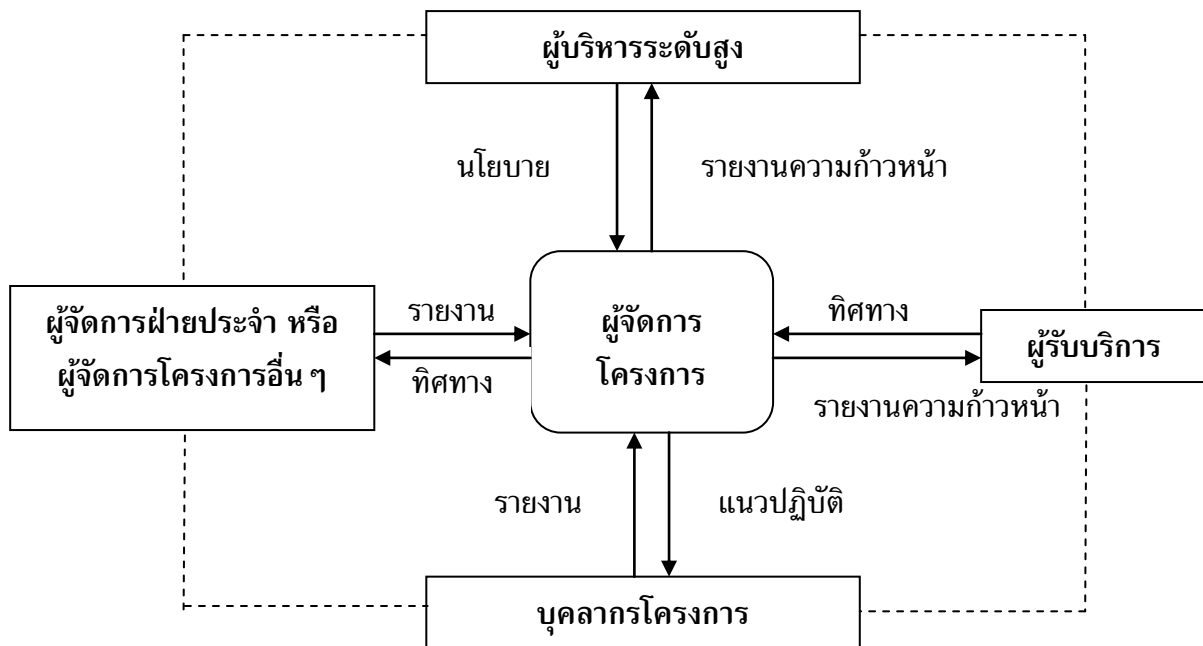 ผู้บริหารระดับสูง
นโยบาย
รายงานความก้าวหน้า
ผู้จัดการฝ่ายประจำ หรือ
ผู้จัดการโครงการอื่น ๆ
รายงาน
ทิศทาง
ผู้จัดการ
โครงการ
ทิศทาง
รายงานความก้าวหน้า
ผู้รับบริการ
รายงาน
แนวปฏิบัติ
บุคลากรโครงการ